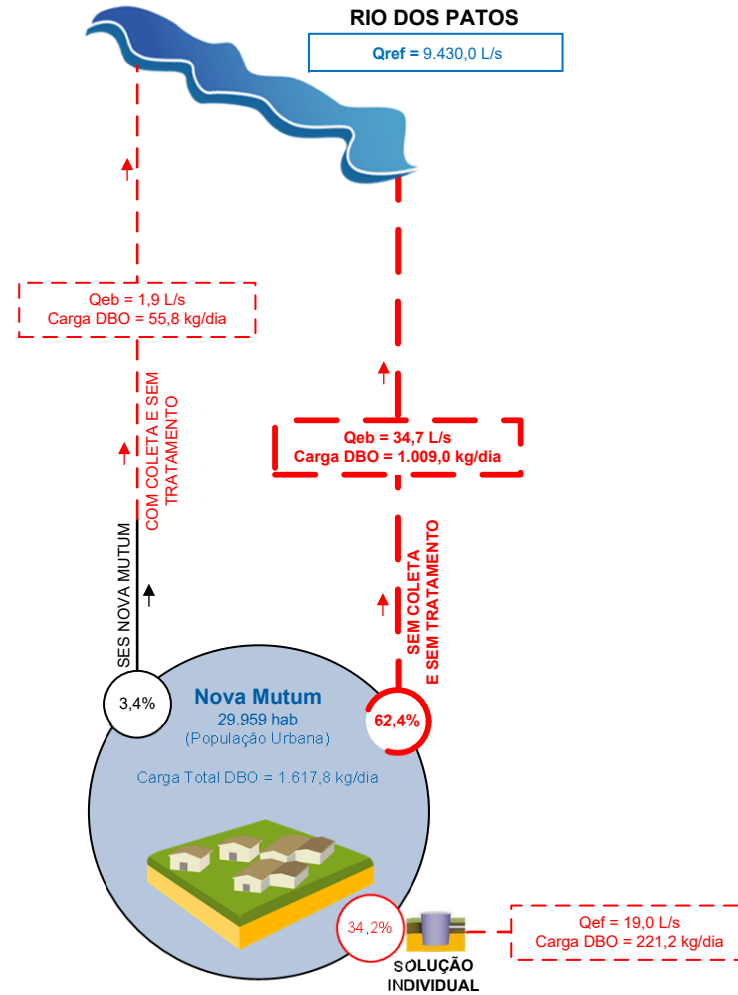 RIO DOS PATOS
Qref = 9.430,0 L/s
Qeb = 1,9 L/s
Carga DBO = 55,8 kg/dia
COM COLETA E SEM
TRATAMENTO
Qeb = 34,7 L/s
Carga DBO = 1.009,0 kg/dia
SEM COLETA
E SEM TRATAMENTO
SES NOVA MUTUM
3,4%
Nova Mutum
29.959 hab
(População Urbana)
62,4%
Carga Total DBO = 1.617,8 kg/dia
34,2%
SOLUÇÃO
INDIVIDUAL
Qef = 19,0 L/s
Carga DBO = 221,2 kg/dia